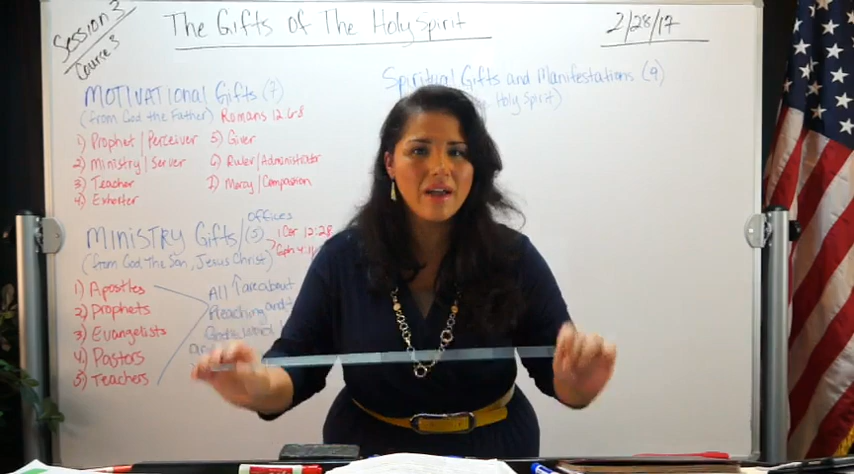 Session 3
Course 3
The Gifts of The Holy Spirit
2/28/17
MOTIVATIONAL Gifts (7)
(from God the Father) Romans 12:6-8
1) Prophet/Perceiver
2) Ministry/Server
3) Teacher
4) Exhorter
5) Giver
6) Ruler/Administrator
7) Mercy/Compassion
Spiritual Gifts and Manifestations (9)
Holy Spirit)
MINISTRY Gifts/offices (5)
1 Cor 12:28
Eph 4:11
(from God The Son, Jesus Christ)
1) Apostles
2) Prophets
3) Evangelists
4) Pastors
5) Teachers
All 5 are about
Preaching and
God's word